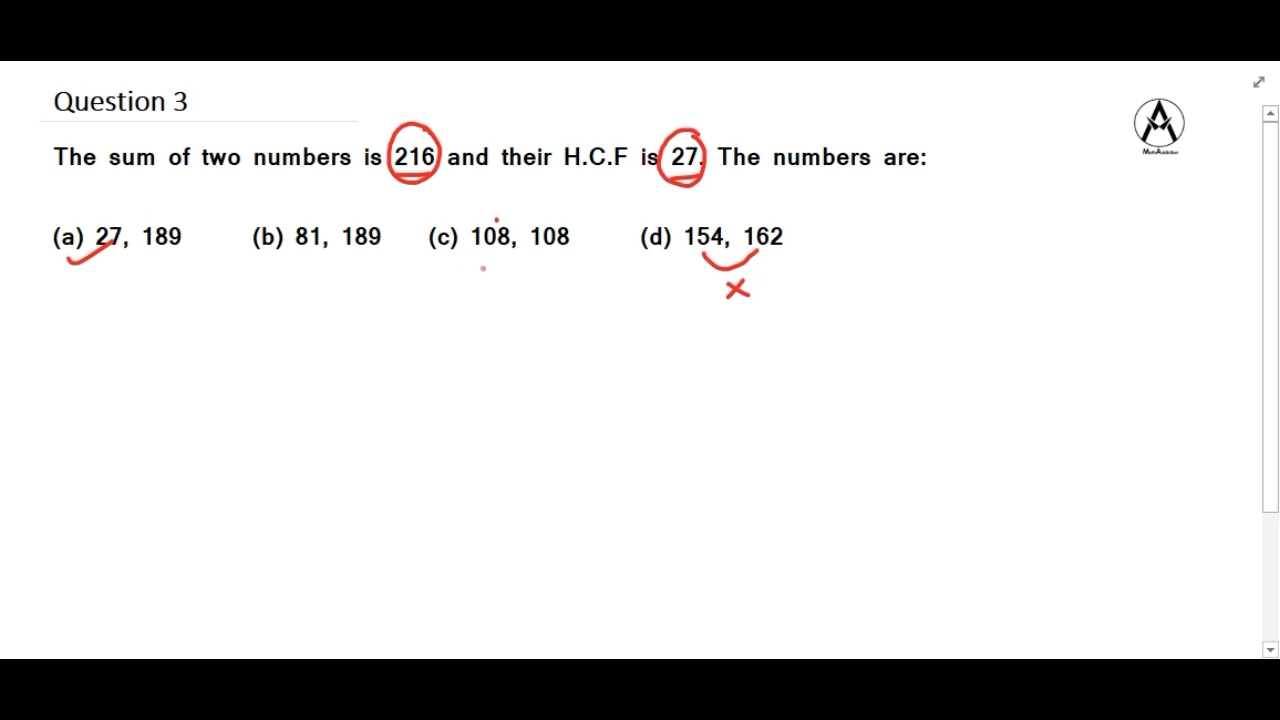 Question 3
The sum of two numbers is 216 and their H.C.F is 27. The numbers are:
(a) 27, 189 (b) 81, 189 (c) 108, 108 (d) 154, 162
MathAddiction